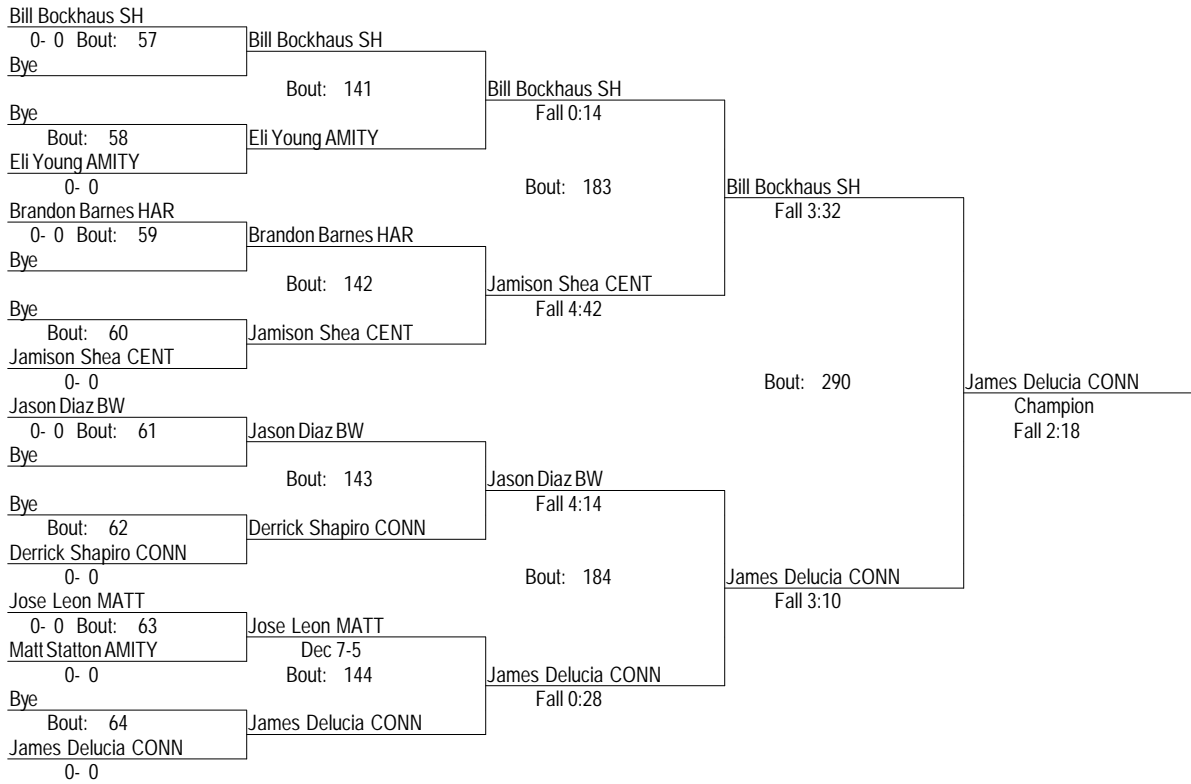 Bill Bockhaus SH
0- 0 Bout: 57
Bill Bockhaus SH
Bye
Bout: 141
Bill Bockhaus SH
Bye
Fall 0:14
Bout: 58
Eli Young AMITY
Eli Young AMITY
0- 0
Bout: 183
Bill Bockhaus SH
Brandon Barnes HAR
Fall 3:32
0- 0 Bout: 59
Brandon Barnes HAR
Bye
Bout: 142
Jamison Shea CENT
Bye
Fall 4:42
Bout: 60
Jamison Shea CENT
Jamison Shea CENT
0- 0
Bout: 290
James Delucia CONN
Jason Diaz BW
Champion
0- 0 Bout: 61
Jason Diaz BW
Fall 2:18
Bye
Bout: 143
Jason Diaz BW
Bye
Fall 4:14
Bout: 62
Derrick Shapiro CONN
Derrick Shapiro CONN
0- 0
Bout: 184
James Delucia CONN
Jose Leon MATT
Fall 3:10
0- 0 Bout: 63
Jose Leon MATT
Matt Statton AMITY
Dec 7-5
0- 0
Bout: 144
James Delucia CONN
Bye
Fall 0:28
Bout: 64
James Delucia CONN
James Delucia CONN
0- 0